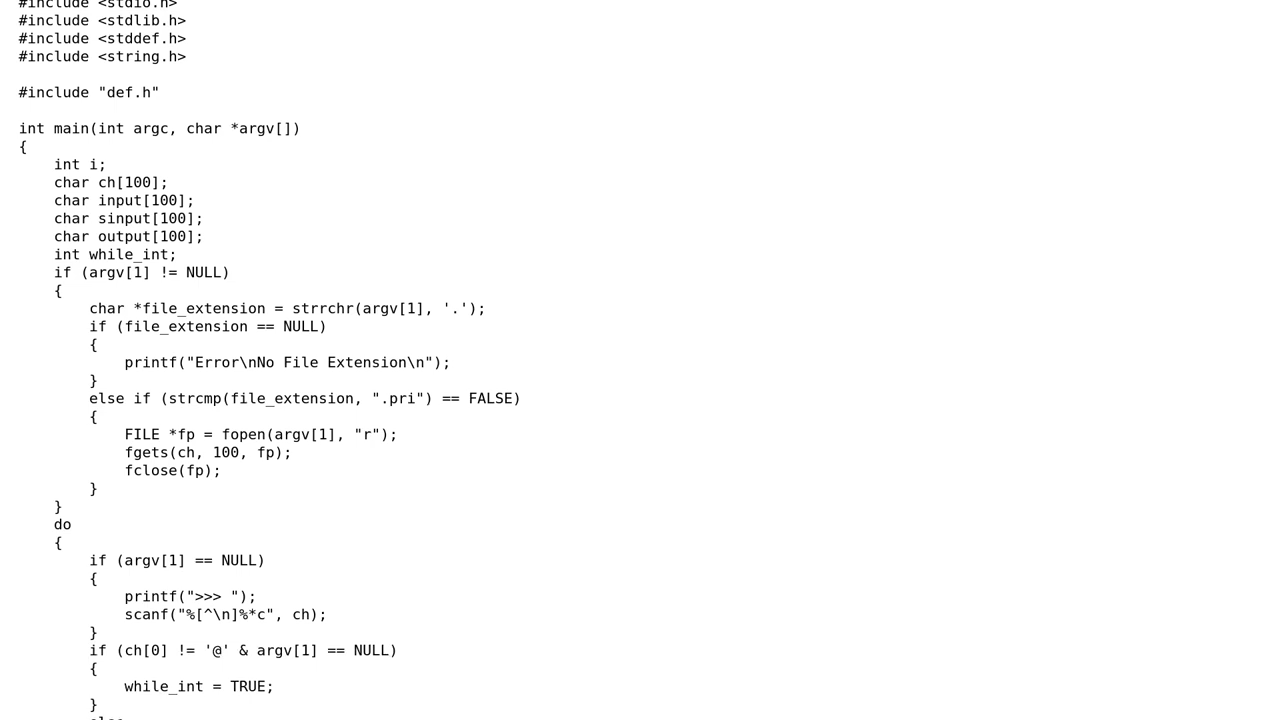 #include <stdio.h>
#include <stdlib.h>
#include <stddef.h>
#include <string.h>

#include "def.h"

int main(int argc, char *argv[])
{
    int i;
    char ch[100];
    char input[100];
    char sinput[100];
    char output[100];
    int while_int;
    if (argv[1] != NULL)
    {
        char *file_extension = strrchr(argv[1], '.');
        if (file_extension == NULL)
        {
            printf("Error\nNo File Extension\n");
        }
        else if (strcmp(file_extension, ".pri") == FALSE)
        {
            FILE *fp = fopen(argv[1], "r");
            fgets(ch, 100, fp);
            fclose(fp);
        }
    }
    do
    {
        if (argv[1] == NULL)
        {
            printf(">>> ");
            scanf("%[^\n]%*c", ch);
        }
        if (ch[0] != '@' & argv[1] == NULL)
        {
            while_int = TRUE;
        }
        else